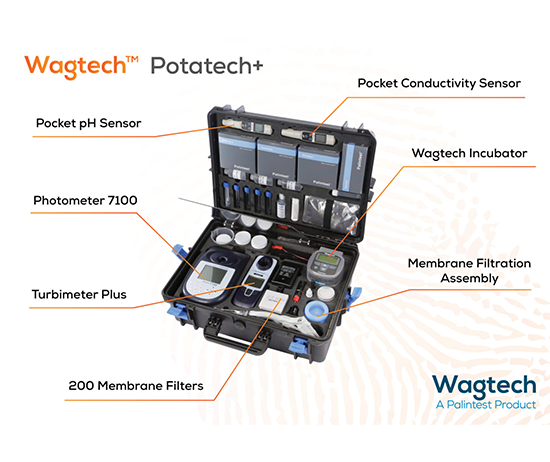 Wagtech™ Potatech+
Pocket Conductivity Sensor
Pocket pH Sensor
Wagtech Incubator
Photometer 7100
Membrane Filtration
Assembly
Turbimeter Plus
200 Membrane Filters
Wagtech
A Palintest Product